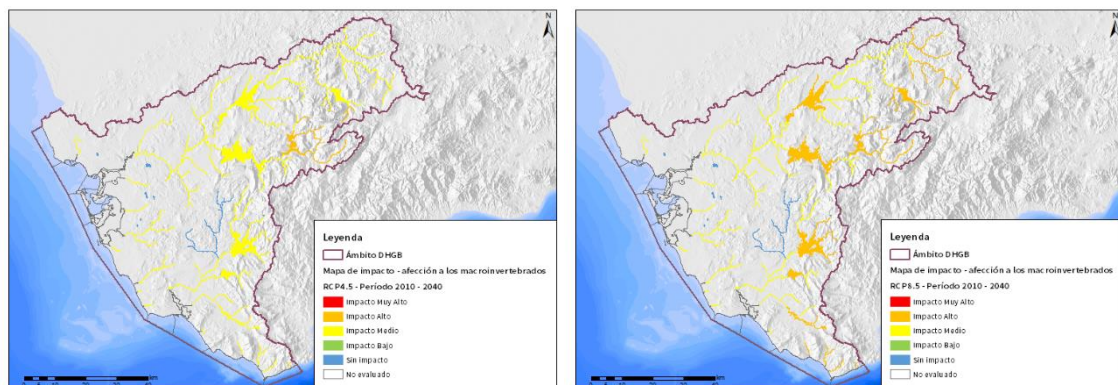 N
Leyenda
Ámbito DHGB
Mapa de impacto - afección a los macroinvertebrados
RCP4.5 - Período 2010 - 2040
Impacto Muy Alto
Impacto Alto
Impacto Medio
Impacto Bajo
Sin impacto
No evaluado
N
Leyenda
Ámbito DHGB
Mapa de impacto - afección a los macroinvertebrados
RCP8.5 - Período 2010 - 2040
Impacto Muy Alto
Impacto Alto
Impacto Medio
Impacto Bajo
Sin impacto
No evaluado